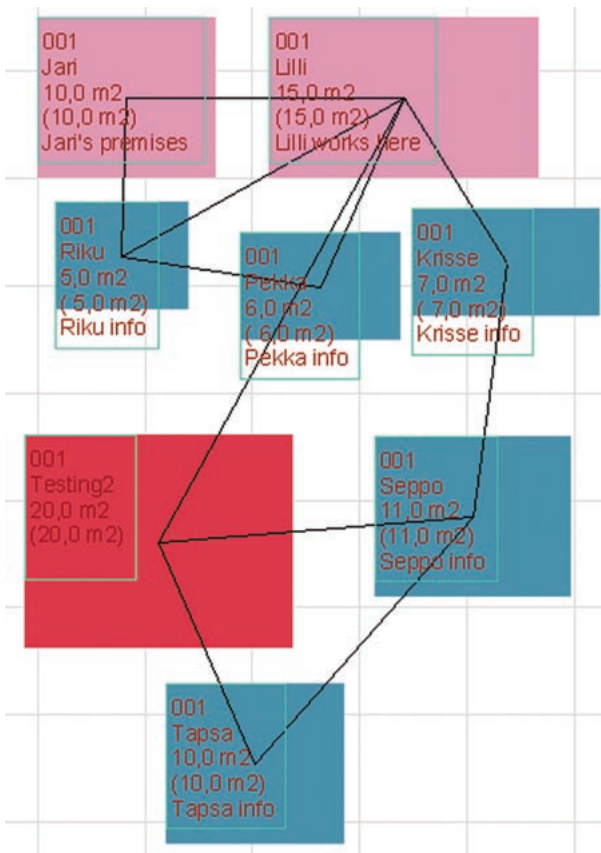 001
Jari
10,0 m2
(10,0 m2)
Jari's premises
001
Lilli
15,0 m2
(15,0 m2)
Lilli works here
001
Riku
5,0 m2
( 5,0 m2)
Riku info
001
Pekka
6,0 m2
( 6,0 m2)
Pekka info
001
Krisse
7,0 m2
( 7,0 m2)
Krisse info
001
Testing2
20,0 m2
(20,0 m2)
001
Seppo
11,0 m2
(11,0 m2)
Seppo info
001
Tapsa
10,0 m2
(10,0 m2)
Tapsa info